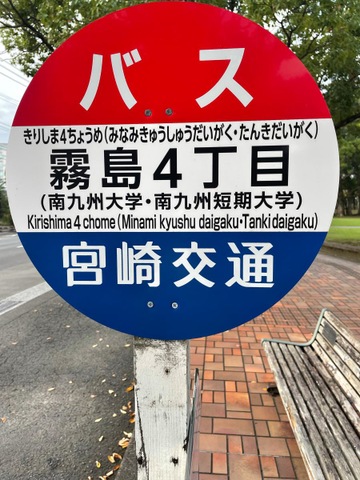 バス
きりしま4ちょうめ(みなみきゅうしゅうだいがく・たんきだいがく)
霧島4丁目
(南九州大学・南九州短期大学)
Kirishima 4 chome(Minami kyushu daigaku・Tanki daigaku)
宮崎交通